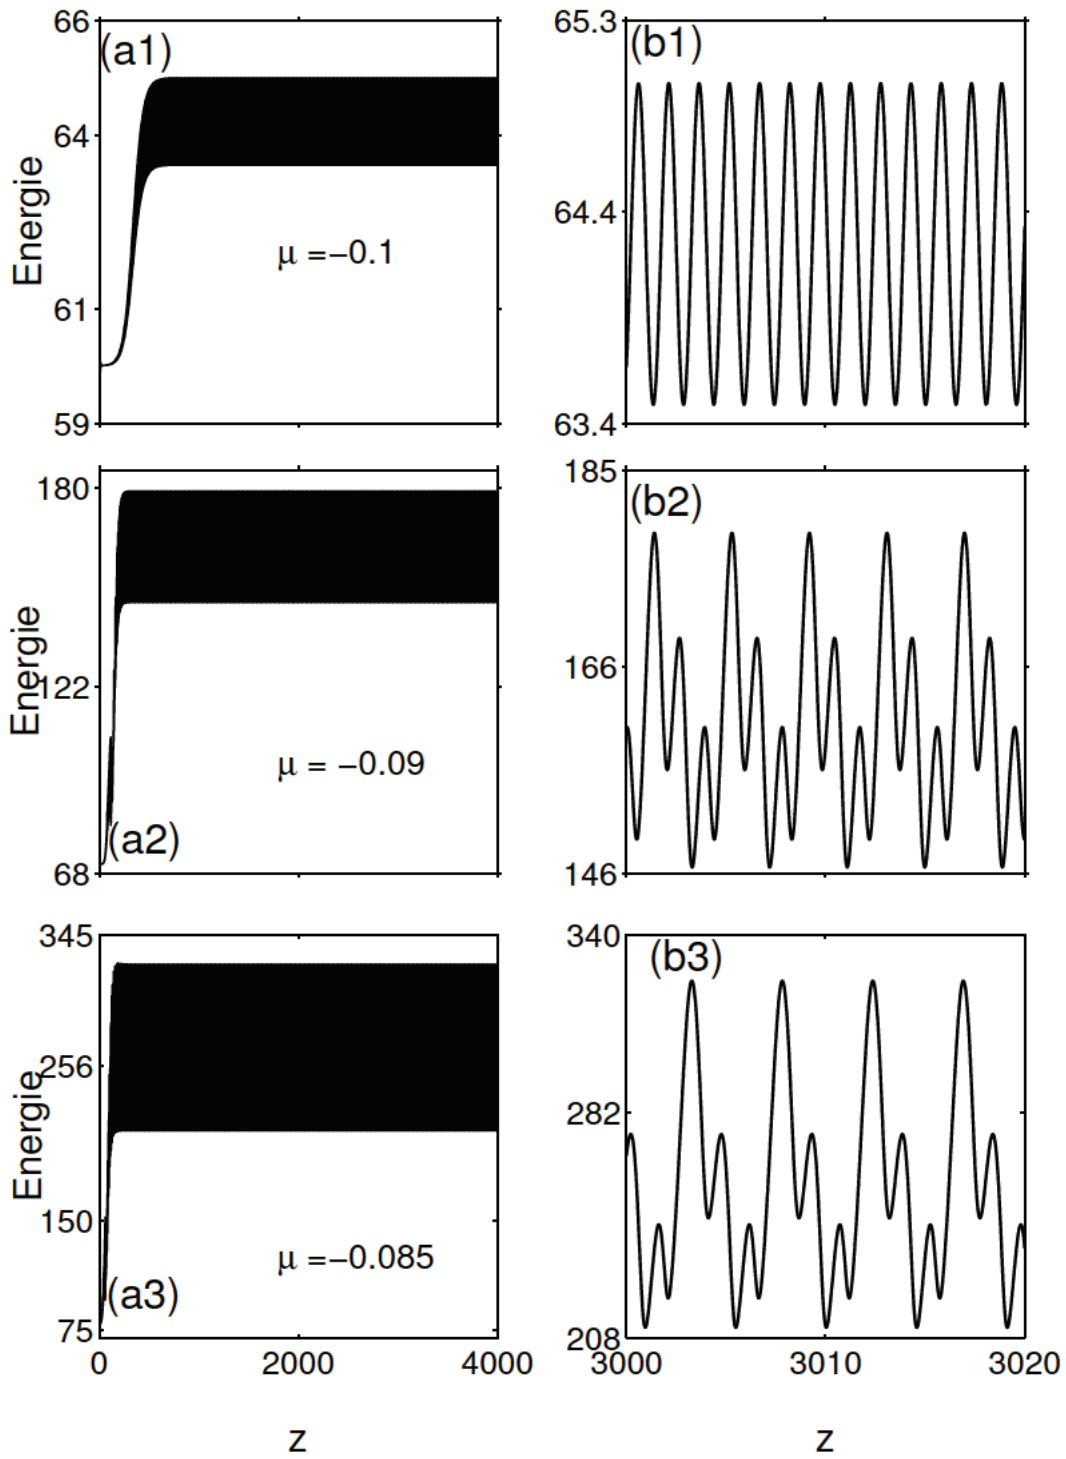 66
(a1)
64
Energie
61
59
μ =−0.1
65.3
(b1)
64.4
63.4
180
Energie
122
(a2)
68
μ = −0.09
185
(b2)
166
146
345
256
Energie
150
(a3)
75
μ =−0.085
0
2000
4000
z
340
(b3)
282
208
3000
3010
3020
z